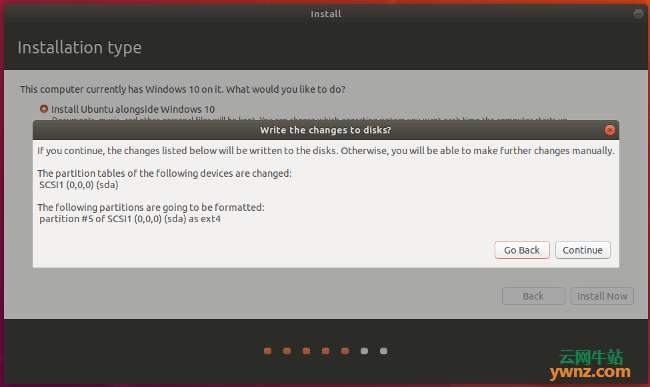 Install
Installation type
This computer currently has Windows 10 on it. What would you like to do?
Install Ubuntu alongside Windows 10
Write the changes to disks?
If you continue, the changes listed below will be written to the disks. Otherwise, you will be able to make further changes manually.
The partition tables of the following devices are changed:
SCSI1 (0,0,0) (sda)
The following partitions are going to be formatted:
partition #5 of SCSI1 (0,0,0) (sda) as ext4
Go Back
Continue
Back
Install Now
云网牛站
ywnz.com